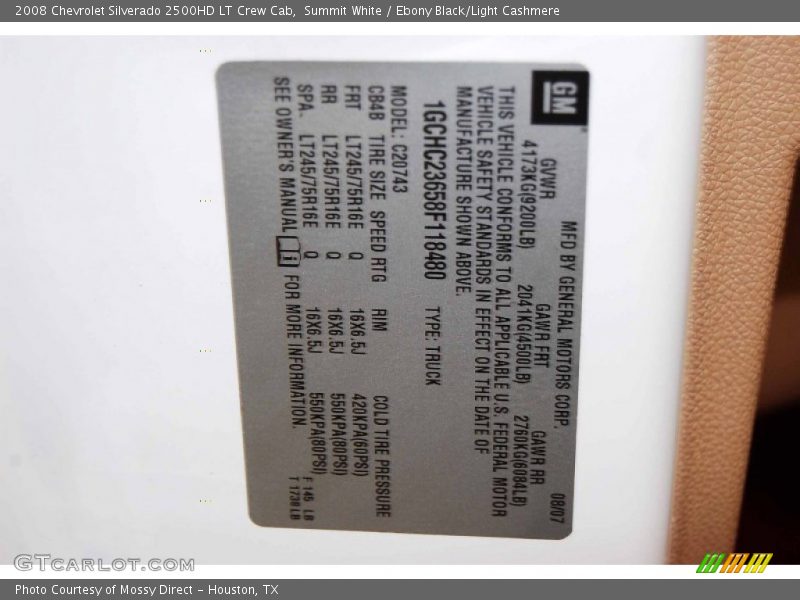 2008 Chevrolet Silverado 2500HD LT Crew Cab,  Summit White / Ebony Black/Light Cashmere
GM
MFD BY GENERAL MOTORS CORP. 08/07
GVWR GAWR FRT GAWR RR
4173KG(9200LB) 2041KG(4500LB) 2760KG(6084LB)
THIS VEHICLE CONFORMS TO ALL APPLICABLE U.S. FEDERAL MOTOR
VEHICLE SAFETY STANDARDS IN EFFECT ON THE DATE OF
MANUFACTURE SHOWN ABOVE.
1GCHC23658F118480 TYPE: TRUCK
MODEL: C20743
CB4B TIRE SIZE SPEED RTG RIM COLD TIRE PRESSURE
FRT LT245/75R16E Q 16X6.5J 420KPA(60PSI)
RR LT245/75R16E Q 16X6.5J 550KPA(80PSI)
SPA. LT245/75R16E Q 16X6.5J 550KPA(80PSI)
SEE OWNER'S MANUAL i FOR MORE INFORMATION.
F 145 LB
T 1738 LB
GTCARLOT.COM
Photo Courtesy of Mossy Direct - Houston, TX